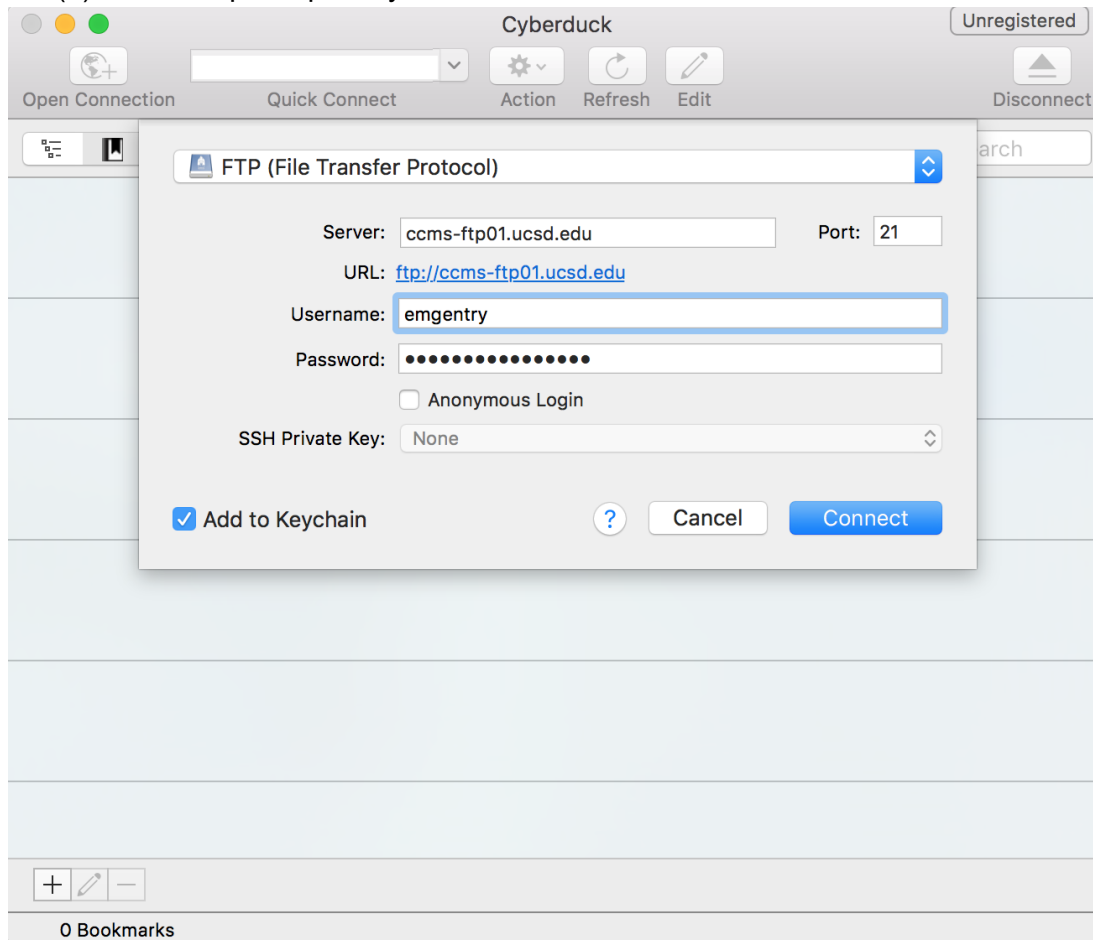 Cyberduck
Unregistered
Open Connection
Quick Connect
Action
Refresh
Edit
Disconnect
arch
FTP (File Transfer Protocol)
Server: ccms-ftp01.ucsd.edu Port: 21
URL: ftp://ccms-ftp01.ucsd.edu
Username: emgentry
Password: ••••••••••••••••
Anonymous Login
SSH Private Key: None
Add to Keychain ? Cancel Connect
0 Bookmarks